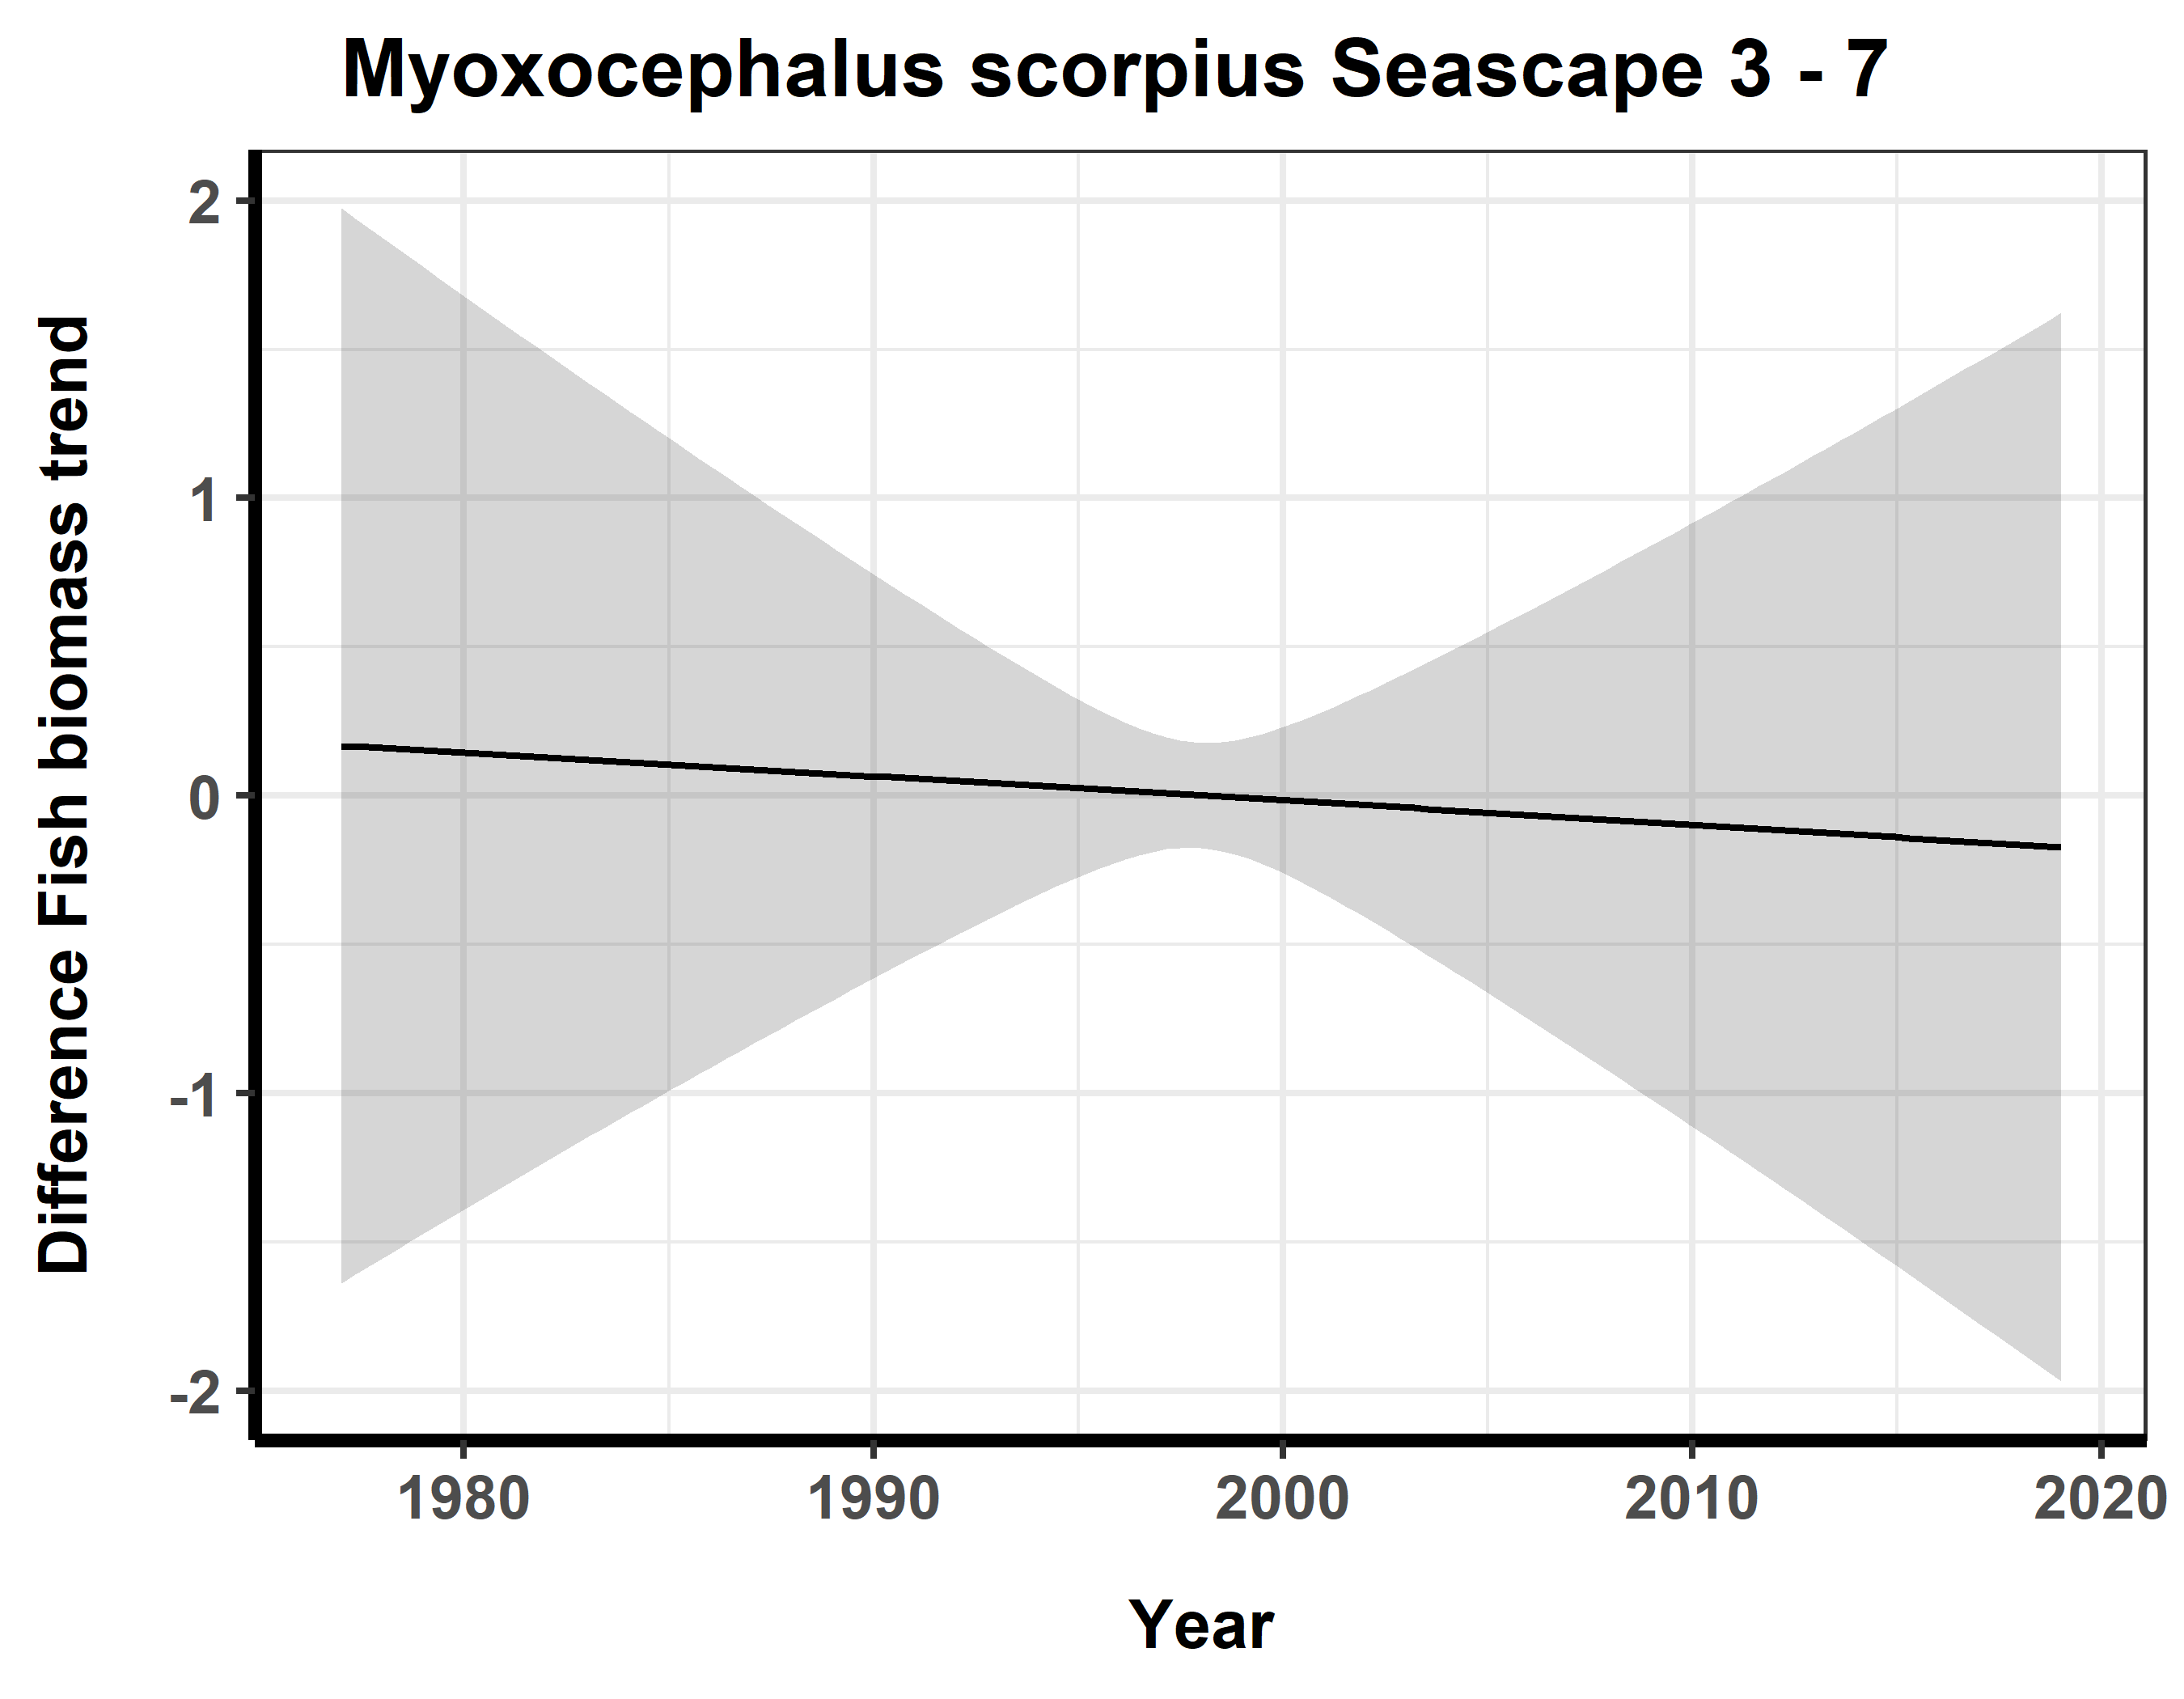 Myoxocephalus scorpius Seascape 3 - 7
Difference Fish biomass trend
2
1
0
-1
-2
1980 1990 2000 2010 2020
Year